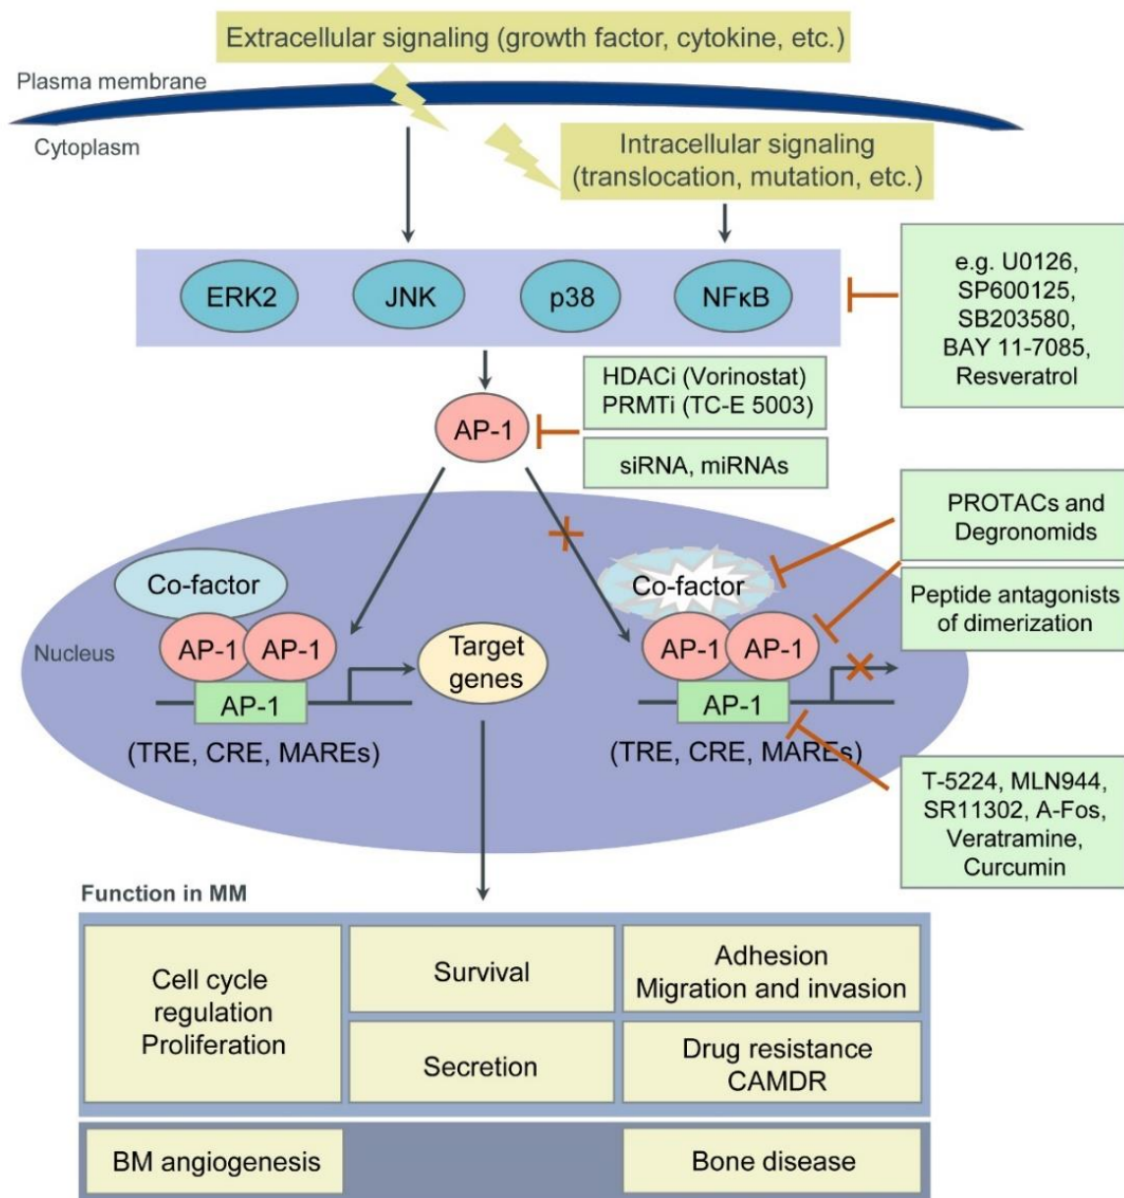 Extracellular signaling (growth factor, cytokine, etc.)
Plasma membrane
Cytoplasm
Intracellular signaling
(translocation, mutation, etc.)
ERK2
JNK
p38
NFκB
e.g. U0126,
SP600125,
SB203580,
BAY 11-7085,
Resveratrol
HDACi (Vorinostat)
PRMTi (TC-E 5003)
AP-1
siRNA, miRNAs
PROTACs and
Degronomids
Co-factor
Co-factor
Peptide antagonists
of dimerization
Nucleus
AP-1
AP-1
Target
genes
AP-1
AP-1
AP-1
AP-1
(TRE, CRE, MAREs)
(TRE, CRE, MAREs)
T-5224, MLN944,
SR11302, A-Fos,
Veratramine,
Curcumin
Function in MM
Cell cycle
regulation
Proliferation
Survival
Adhesion
Migration and invasion
Secretion
Drug resistance
CAMDR
BM angiogenesis
Bone disease